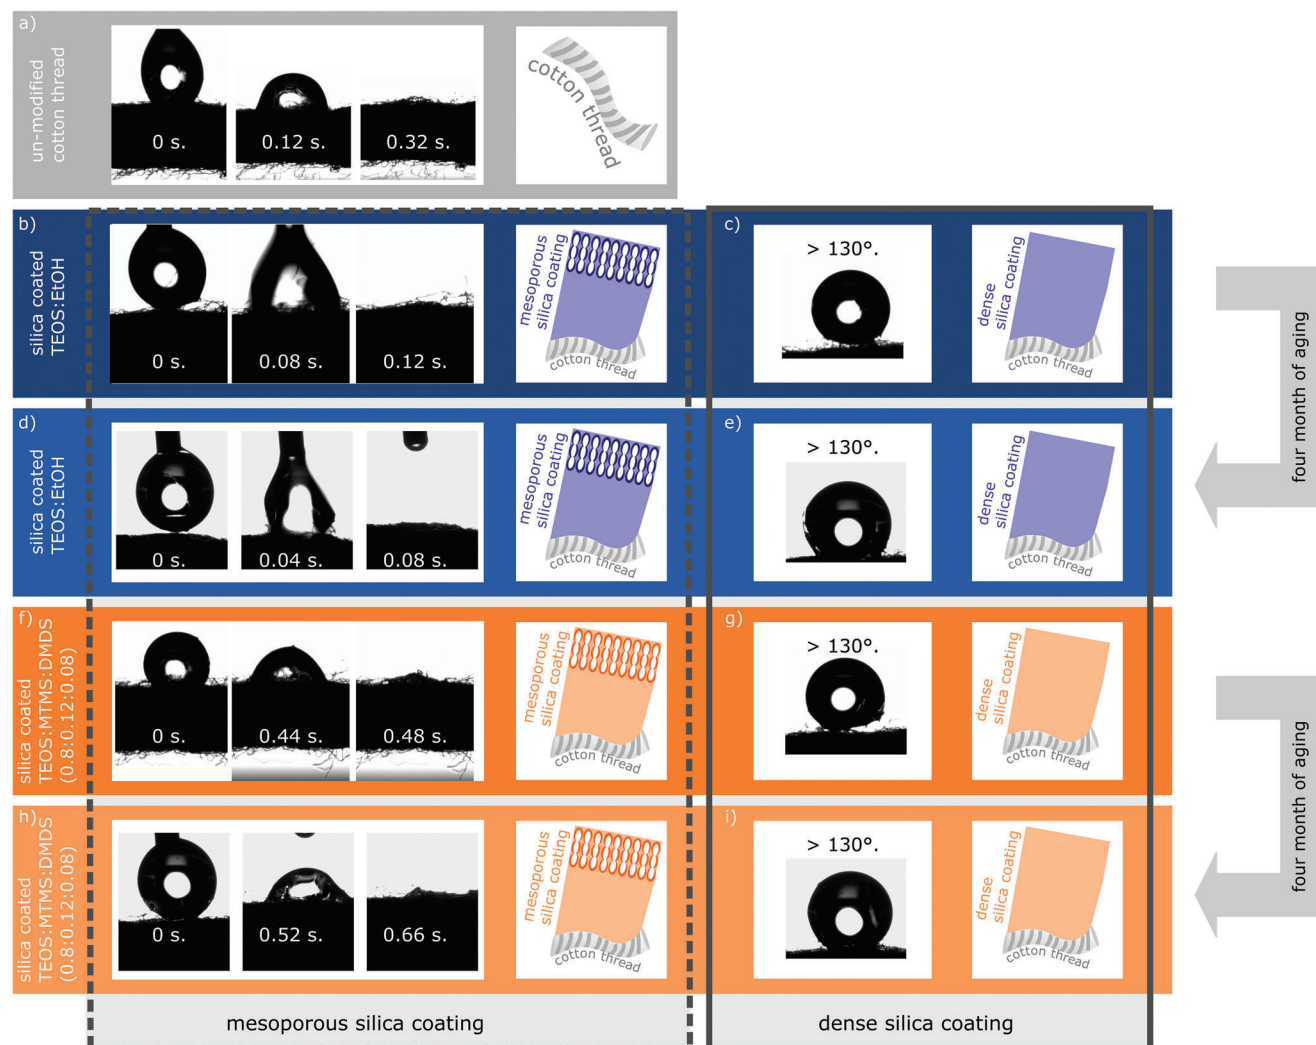 a)
un-modified
cotton thread
0 s.
0.12 s.
0.32 s.
cotton thread
b)
silica coated
TEOS:EtOH
0 s.
0.08 s.
0.12 s.
mesoporous
silica coating
cotton thread
c)
> 130°.
dense
silica coating
cotton thread
d)
silica coated
TEOS:EtOH
0 s.
0.04 s.
0.08 s.
mesoporous
silica coating
cotton thread
e)
> 130°.
dense
silica coating
cotton thread
four month of aging
f)
silica coated
TEOS:MTMS:DMDS
(0.8:0.12:0.08)
0 s.
0.44 s.
0.48 s.
mesoporous
silica coating
cotton thread
g)
> 130°.
dense
silica coating
cotton thread
h)
silica coated
TEOS:MTMS:DMDS
(0.8:0.12:0.08)
0 s.
0.52 s.
0.66 s.
mesoporous
silica coating
cotton thread
i)
> 130°.
dense
silica coating
cotton thread
four month of aging
mesoporous silica coating
dense silica coating